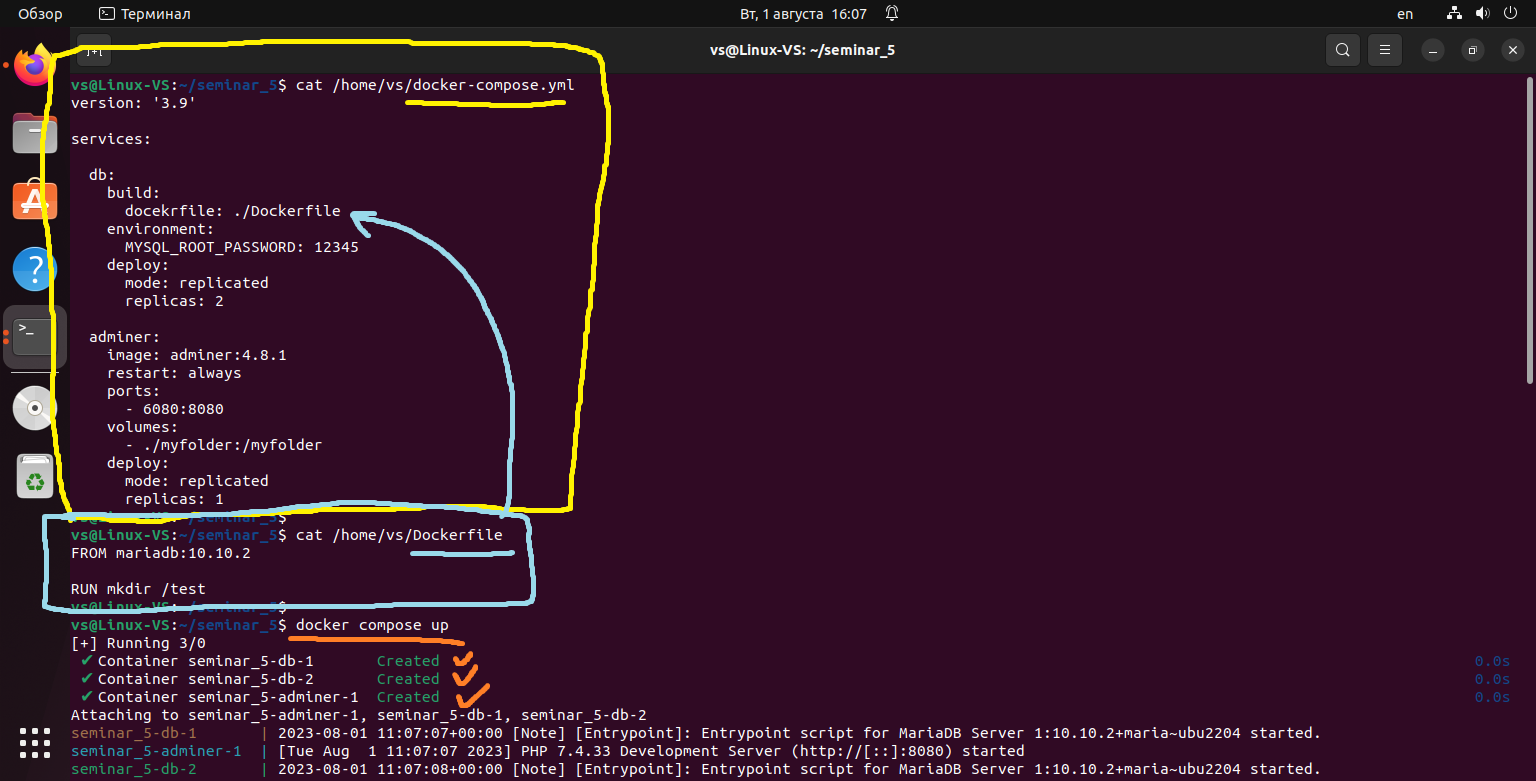 Обзор
Терминал
Вт, 1 августа 16:07
en
vs@Linux-VS: ~/seminar_5
vs@Linux-VS:~/seminar_5$ cat /home/vs/docker-compose.yml
version: '3.9'
services:
db:
build:
docekrfile: ./Dockerfile
environment:
MYSQL_ROOT_PASSWORD: 12345
deploy:
mode: replicated
replicas: 2
adminer:
image: adminer:4.8.1
restart: always
ports:
- 6080:8080
volumes:
- ./myfolder:/myfolder
deploy:
mode: replicated
replicas: 1
vs@Linux-VS:~/seminar_5$
vs@Linux-VS:~/seminar_5$ cat /home/vs/Dockerfile
FROM mariadb:10.10.2
RUN mkdir /test
vs@Linux-VS:~/seminar_5$
vs@Linux-VS:~/seminar_5$ docker compose up
[+] Running 3/0
✔ Container seminar_5-db-1 Created 0.0s
✔ Container seminar_5-db-2 Created 0.0s
✔ Container seminar_5-adminer-1 Created 0.0s
Attaching to seminar_5-adminer-1, seminar_5-db-1, seminar_5-db-2
seminar_5-db-1 | 2023-08-01 11:07:07+00:00 [Note] [Entrypoint]: Entrypoint script for MariaDB Server 1:10.10.2+maria~ubu2204 started.
seminar_5-adminer-1 | [Tue Aug 1 11:07:07 2023] PHP 7.4.33 Development Server (http://[::]:8080) started
seminar_5-db-2 | 2023-08-01 11:07:08+00:00 [Note] [Entrypoint]: Entrypoint script for MariaDB Server 1:10.10.2+maria~ubu2204 started.